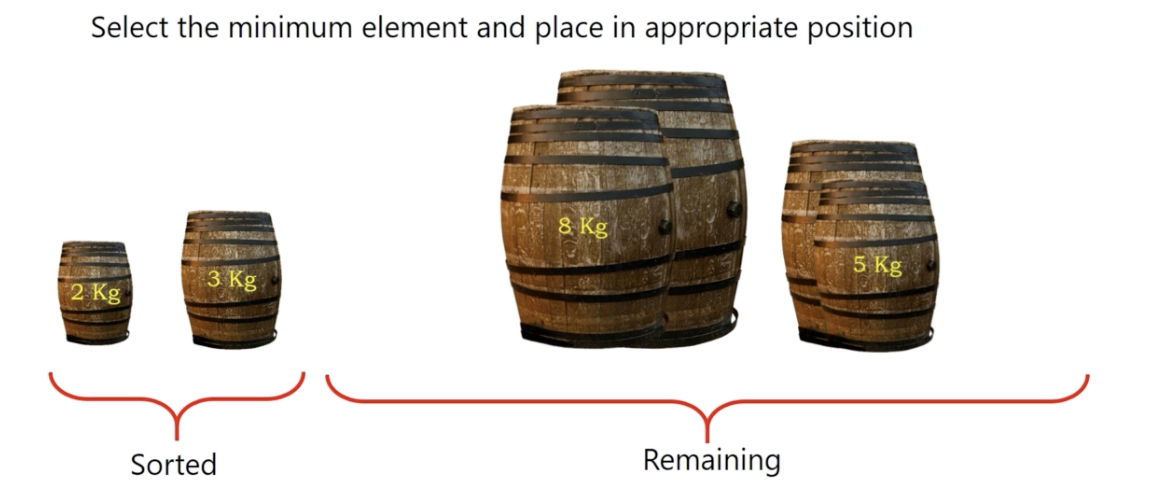 Select the minimum element and place in appropriate position
8 Kg
5 Kg
2 Kg
3 Kg
Sorted
Remaining